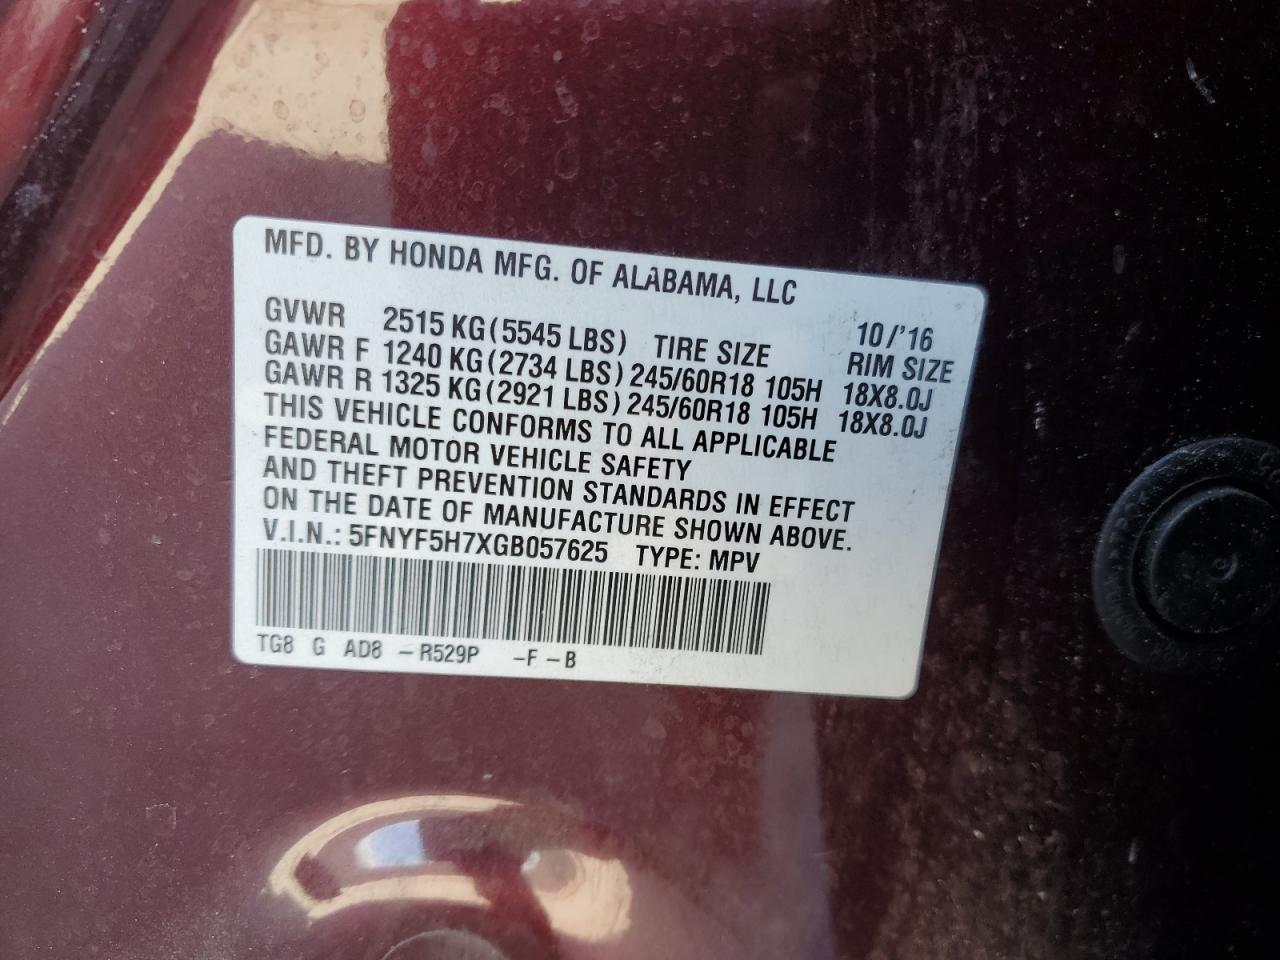 MFD. BY HONDA MFG. OF ALABAMA, LLC
10/'16
GVWR 2515 KG(5545 LBS) TIRE SIZE RIM SIZE
GAWR F 1240 KG(2734 LBS)245/60R18 105H 18X8.0J
GAWR R 1325 KG(2921 LBS)245/60R18 105H 18X8.0J
THIS VEHICLE CONFORMS TO ALL APPLICABLE
FEDERAL MOTOR VEHICLE SAFETY
AND THEFT PREVENTION STANDARDS IN EFFECT
ON THE DATE OF MANUFACTURE SHOWN ABOVE.
V.I.N.: 5FNYF5H7XGB057625 TYPE: MPV
TG8 G AD8 -R529P -F -B